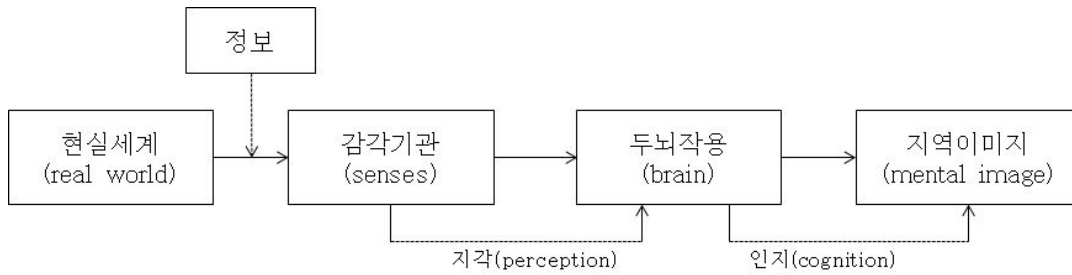 정보
현실세계
(real world)
감각기관
(senses)
두뇌작용
(brain)
지역이미지
(mental image)
지각(perception)
인지(cognition)